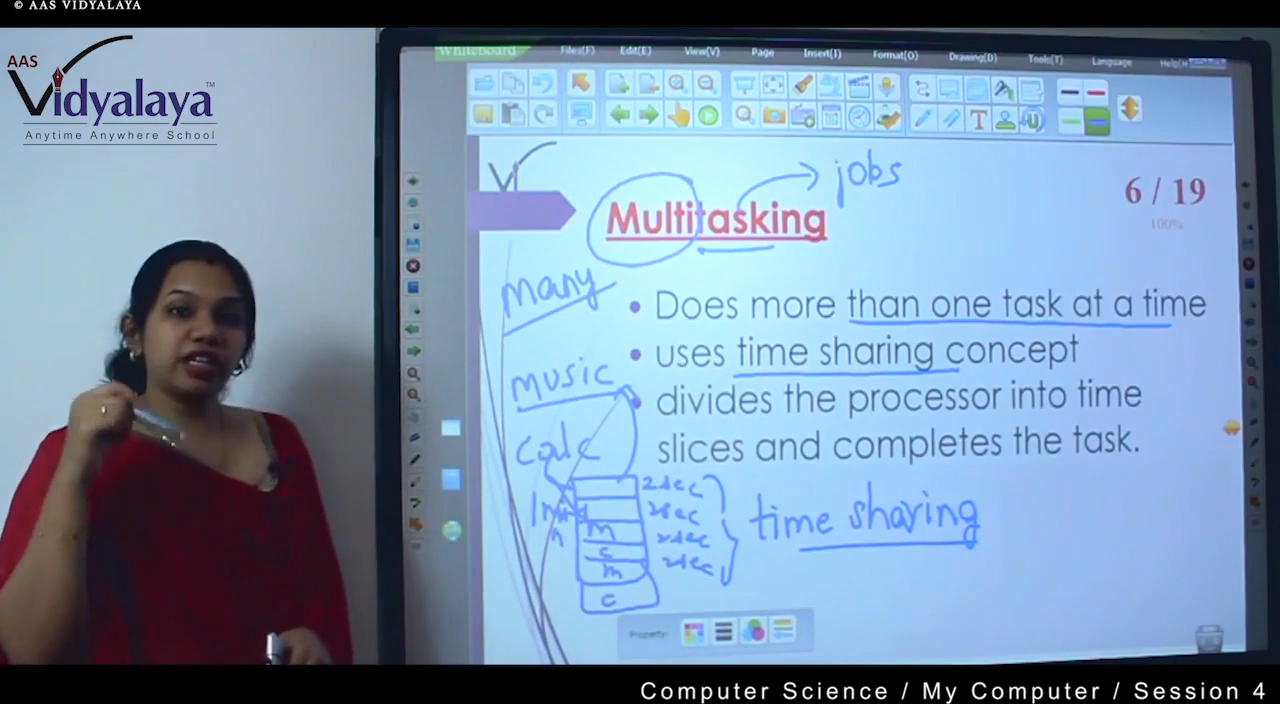 © AAS VIDYALAYA
AAS
Vidyalaya™
Anytime Anywhere School
WhiteBoard
Files(F) Edit(E) View(V) Page Insert(I) Format(O) Drawing(D) Tools(T) Language
jobs
6 / 19
100%
Multitasking
many
• Does more than one task at a time
• uses time sharing concept
music
• divides the processor into time
slices and completes the task.
calc
2sec
2sec
m
2sec
c
2sec
m
c
time sharing
Property:
Computer Science / My Computer / Session 4